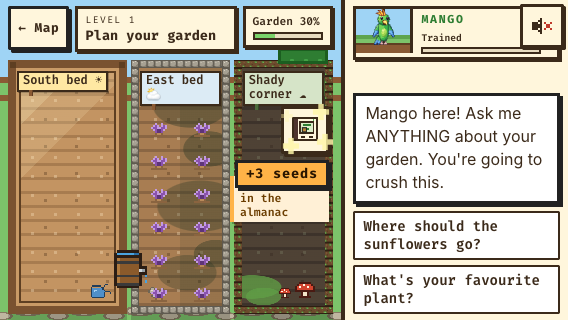 ← Map
LEVEL 1
Plan your garden
Garden 30%
South bed
East bed
Shady
corner
+3 seeds
in the
almanac
MANGO
Trained
Mango here! Ask me
ANYTHING about your
garden. You're going to
crush this.
Where should the
sunflowers go?
What's your favourite
plant?